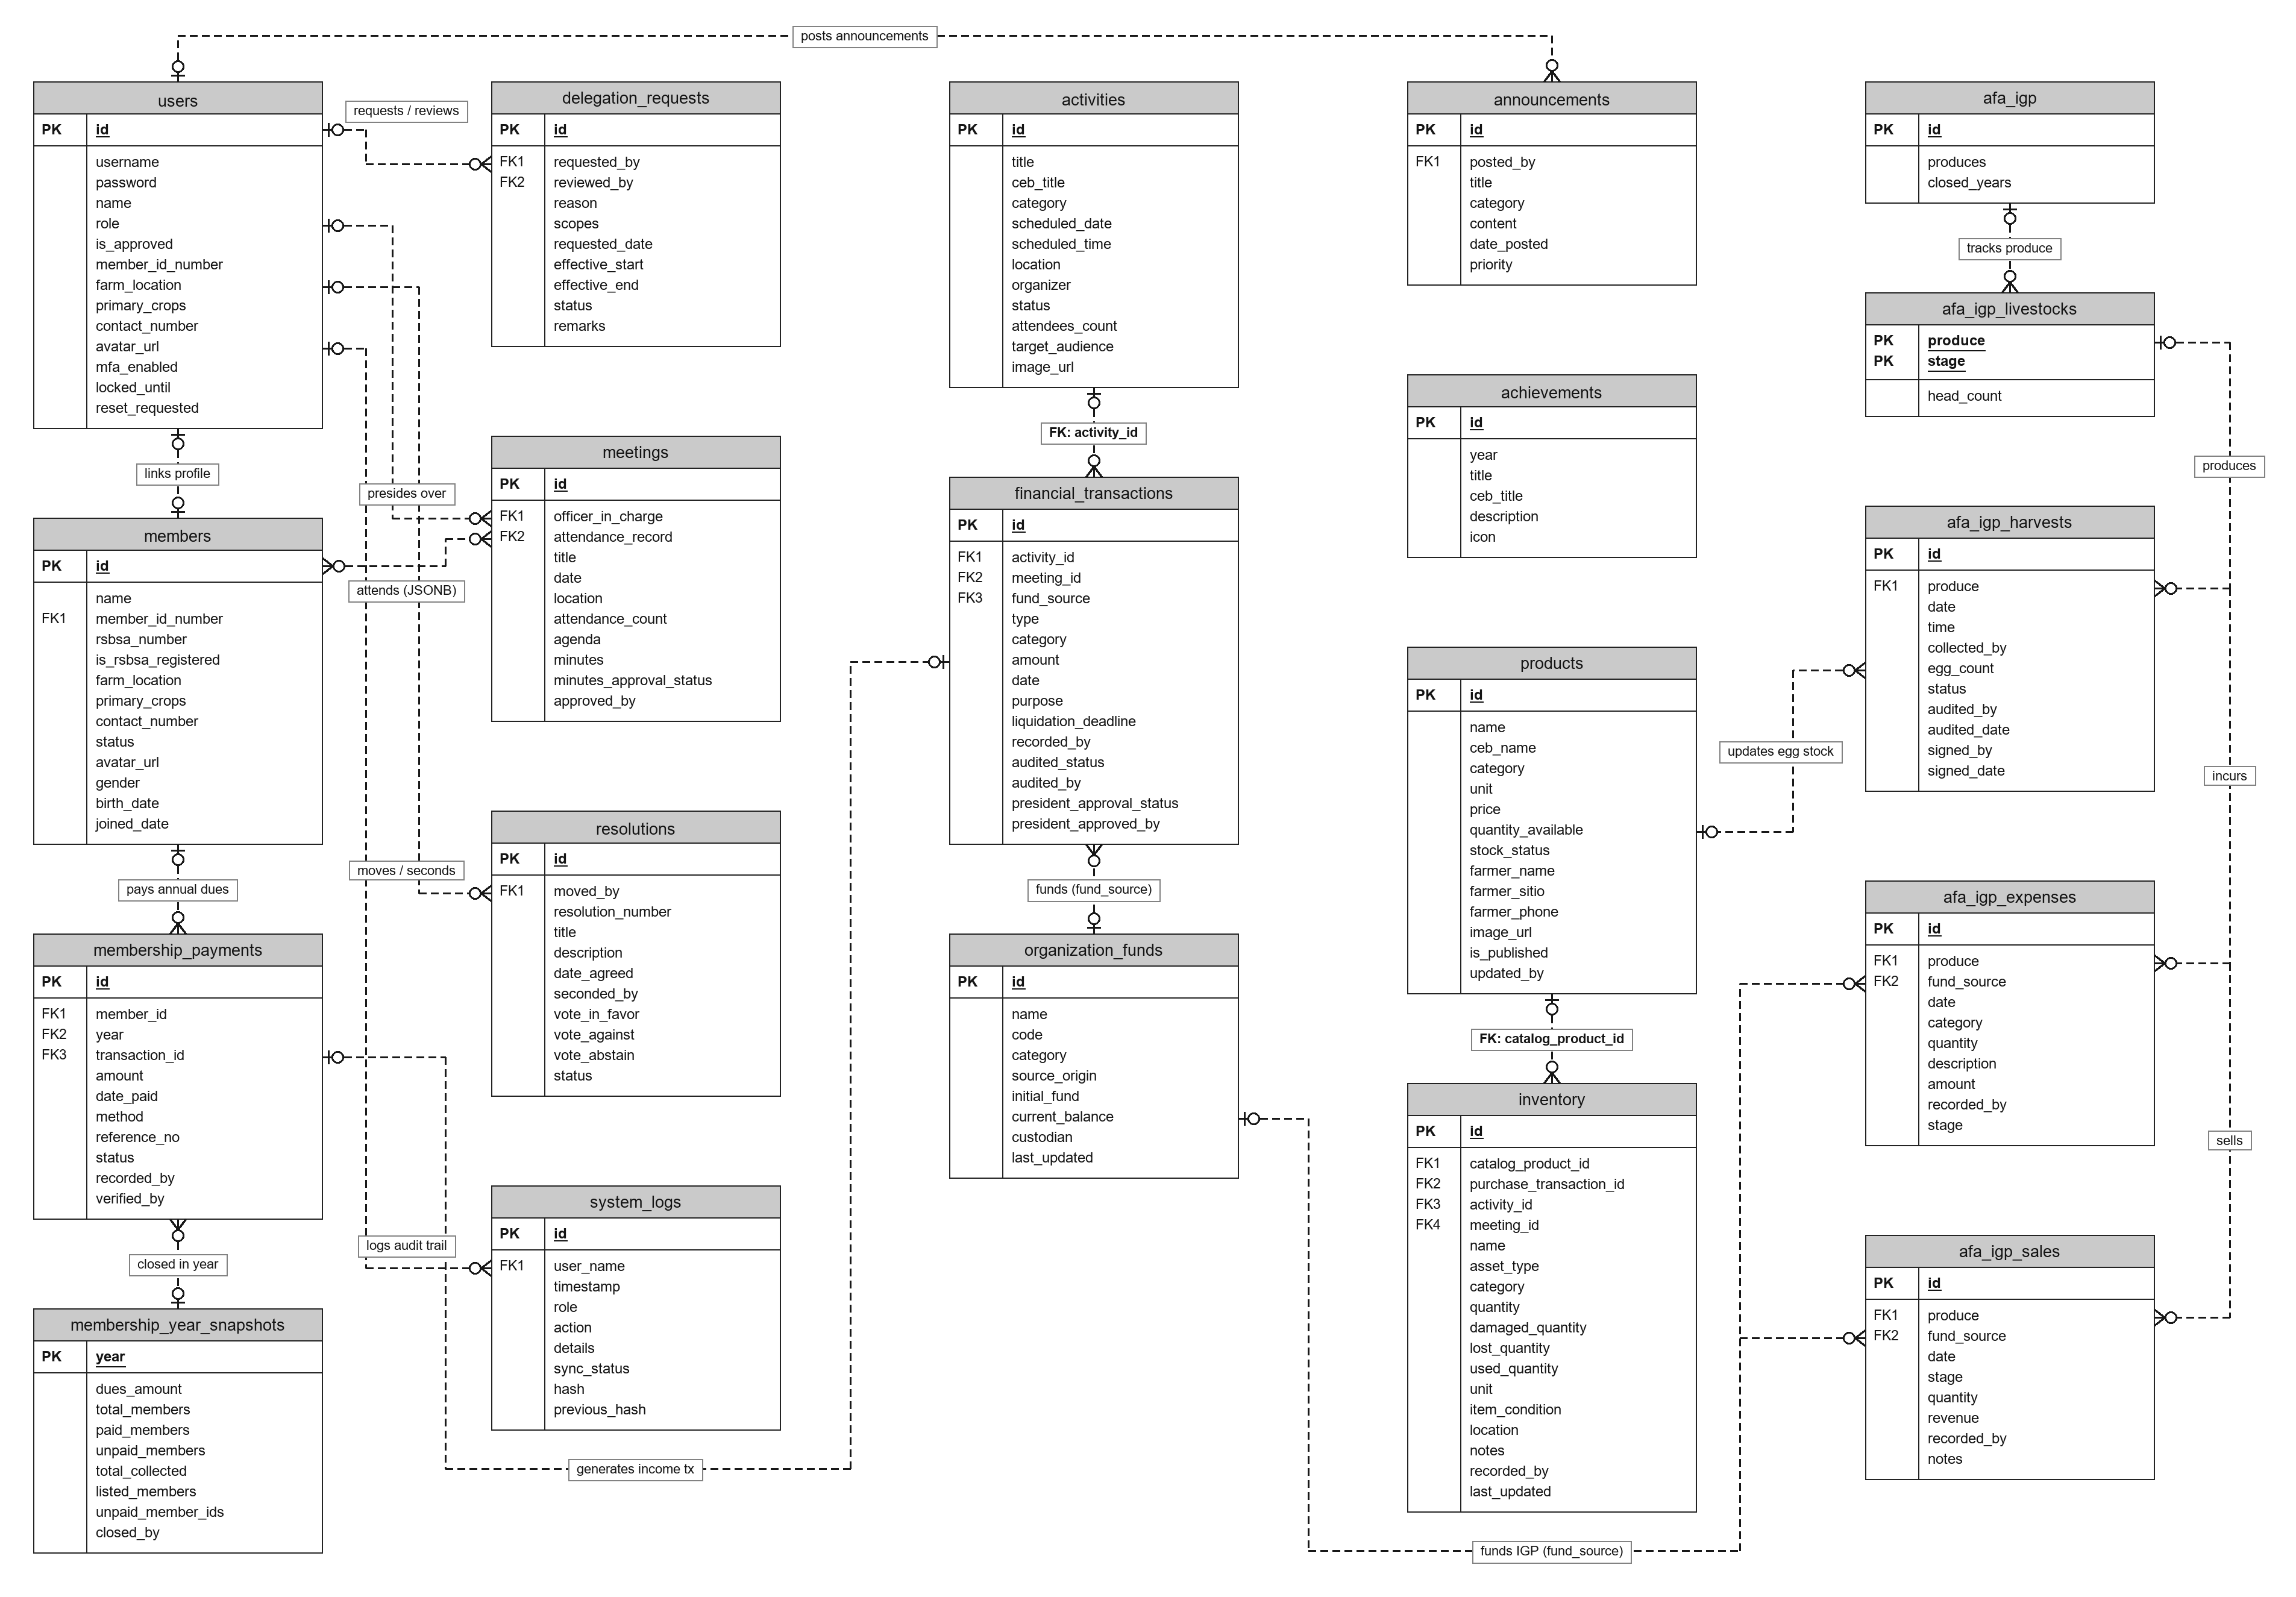 posts announcements
users
PK id
username
password
name
role
is_approved
member_id_number
farm_location
primary_crops
contact_number
avatar_url
mfa_enabled
locked_until
reset_requested
links profile
members
PK id
name
FK1 member_id_number
rsbsa_number
is_rsbsa_registered
farm_location
primary_crops
contact_number
status
avatar_url
gender
birth_date
joined_date
pays annual dues
membership_payments
PK id
FK1 member_id
FK2 year
FK3 transaction_id
amount
date_paid
method
reference_no
status
recorded_by
verified_by
closed in year
membership_year_snapshots
PK year
dues_amount
total_members
paid_members
unpaid_members
total_collected
listed_members
unpaid_member_ids
closed_by
requests / reviews
presides over
attends (JSONB)
moves / seconds
logs audit trail
generates income tx
delegation_requests
PK id
FK1 requested_by
FK2 reviewed_by
reason
scopes
requested_date
effective_start
effective_end
status
remarks
meetings
PK id
FK1 officer_in_charge
FK2 attendance_record
title
date
location
attendance_count
agenda
minutes
minutes_approval_status
approved_by
resolutions
PK id
FK1 moved_by
resolution_number
title
description
date_agreed
seconded_by
vote_in_favor
vote_against
vote_abstain
status
system_logs
PK id
FK1 user_name
timestamp
role
action
details
sync_status
hash
previous_hash
activities
PK id
title
ceb_title
category
scheduled_date
scheduled_time
location
organizer
status
attendees_count
target_audience
image_url
FK: activity_id
financial_transactions
PK id
FK1 activity_id
FK2 meeting_id
FK3 fund_source
type
category
amount
date
purpose
liquidation_deadline
recorded_by
audited_status
audited_by
president_approval_status
president_approved_by
funds (fund_source)
organization_funds
PK id
name
code
category
source_origin
initial_fund
current_balance
custodian
last_updated
announcements
PK id
FK1 posted_by
title
category
content
date_posted
priority
achievements
PK id
year
title
ceb_title
description
icon
products
PK id
name
ceb_name
category
unit
price
quantity_available
stock_status
farmer_name
farmer_sitio
farmer_phone
image_url
is_published
updated_by
FK: catalog_product_id
inventory
PK id
FK1 catalog_product_id
FK2 purchase_transaction_id
FK3 activity_id
FK4 meeting_id
name
asset_type
category
quantity
damaged_quantity
lost_quantity
used_quantity
unit
item_condition
location
notes
recorded_by
last_updated
funds IGP (fund_source)
updates egg stock
afa_igp
PK id
produces
closed_years
tracks produce
afa_igp_livestocks
PK produce
PK stage
head_count
produces
afa_igp_harvests
PK id
FK1 produce
date
time
collected_by
egg_count
status
audited_by
audited_date
signed_by
signed_date
incurs
afa_igp_expenses
PK id
FK1 produce
FK2 fund_source
date
category
quantity
description
amount
recorded_by
stage
sells
afa_igp_sales
PK id
FK1 produce
FK2 fund_source
date
stage
quantity
revenue
recorded_by
notes